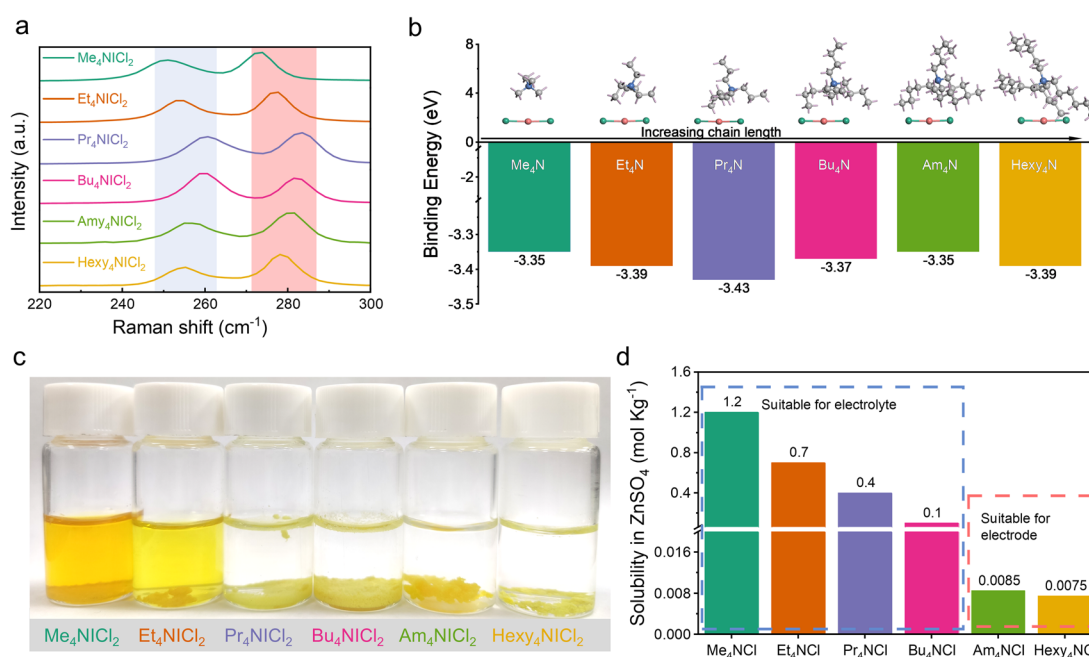 a
Me₄NICl₂
Et₄NICl₂
Pr₄NICl₂
Bu₄NICl₂
Amy₄NICl₂
Hexy₄NICl₂
Intensity (a.u.)
220 240 260 280 300
Raman shift (cm⁻¹)
b
Binding Energy (eV)
8
4
0
-2
-3.3
-3.4
-3.5
Increasing chain length
Me₄N Et₄N Pr₄N Bu₄N Am₄N Hexy₄N
-3.35 -3.39 -3.43 -3.37 -3.35 -3.39
c
Me₄NICl₂ Et₄NICl₂ Pr₄NICl₂ Bu₄NICl₂ Am₄NICl₂ Hexy₄NICl₂
d
Solubility in ZnSO₄ (mol Kg⁻¹)
1.6
1.2
0.8
0.4
0.016
0.008
0.000
Suitable for electrolyte
Suitable for
electrode
1.2 0.7 0.4 0.1 0.0085 0.0075
Me₄NCl Et₄NCl Pr₄NCl Bu₄NCl Am₄NCl Hexy₄NCl